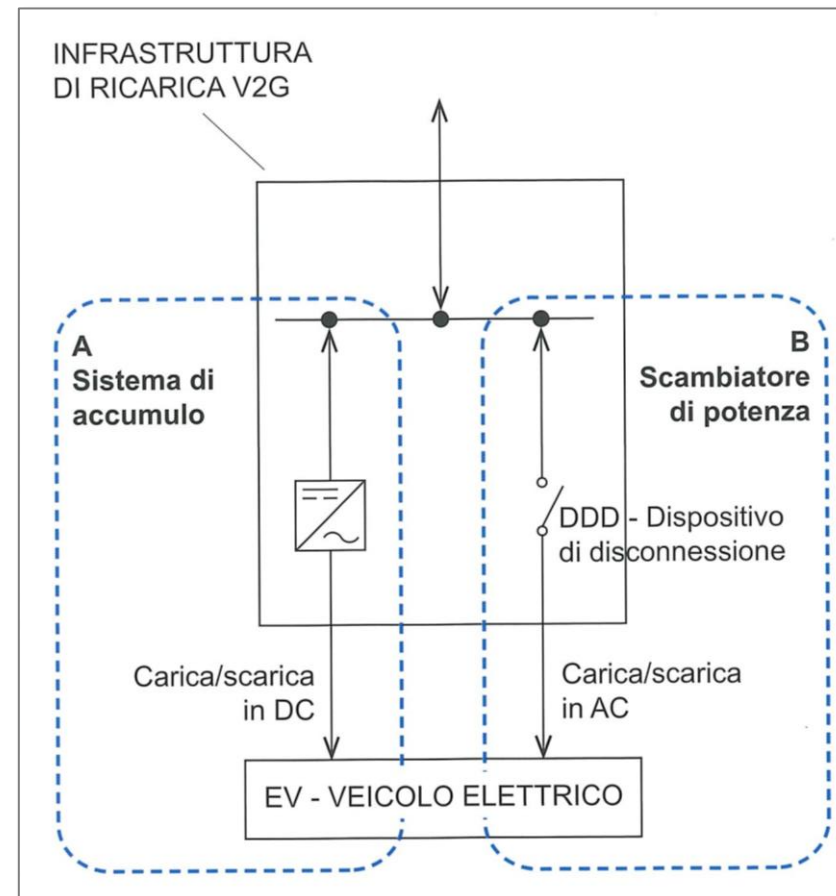 INFRASTRUTTURA
DI RICARICA V2G
A
Sistema di
accumulo
B
Scambiatore
di potenza
DDD - Dispositivo
di disconnessione
Carica/scarica
in DC
Carica/scarica
in AC
EV - VEICOLO ELETTRICO